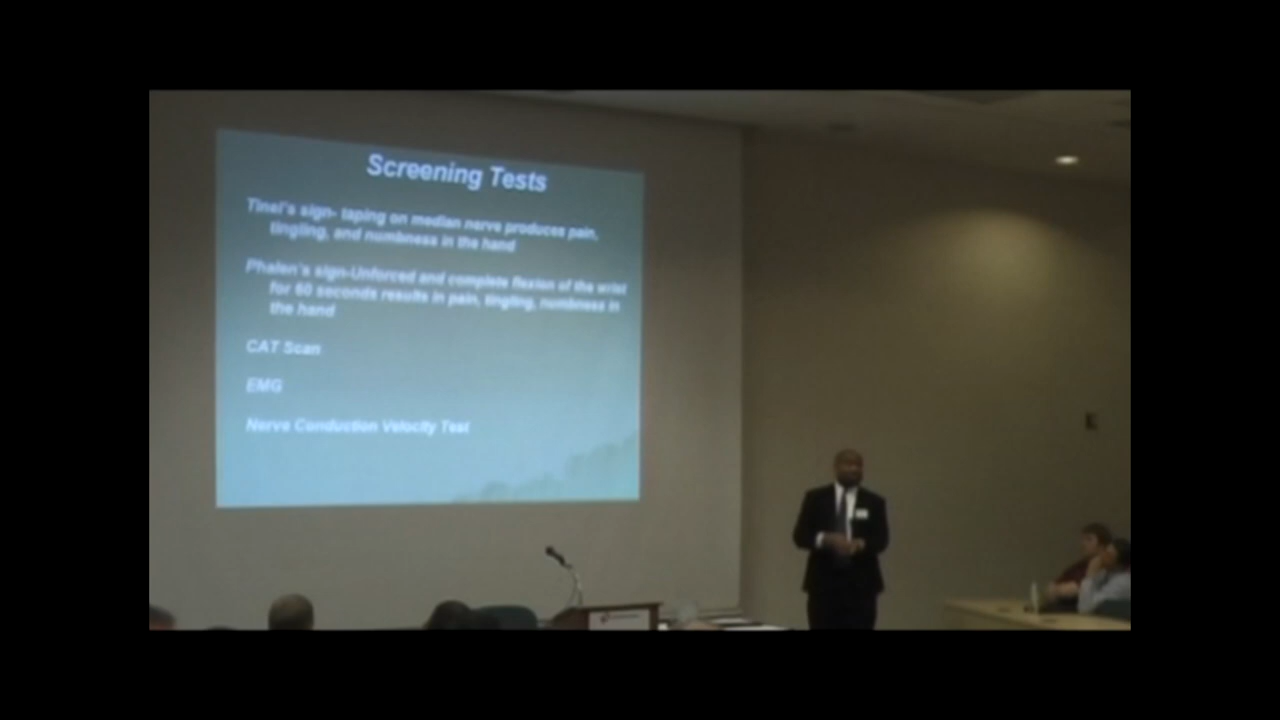 Screening Tests
Tinel's sign- taping on median nerve produces pain,
tingling, and numbness in the hand
Phalen's sign-Unforced and complete flexion of the wrist
for 60 seconds results in pain, tingling, numbness in
the hand
CAT Scan
EMG
Nerve Conduction Velocity Test